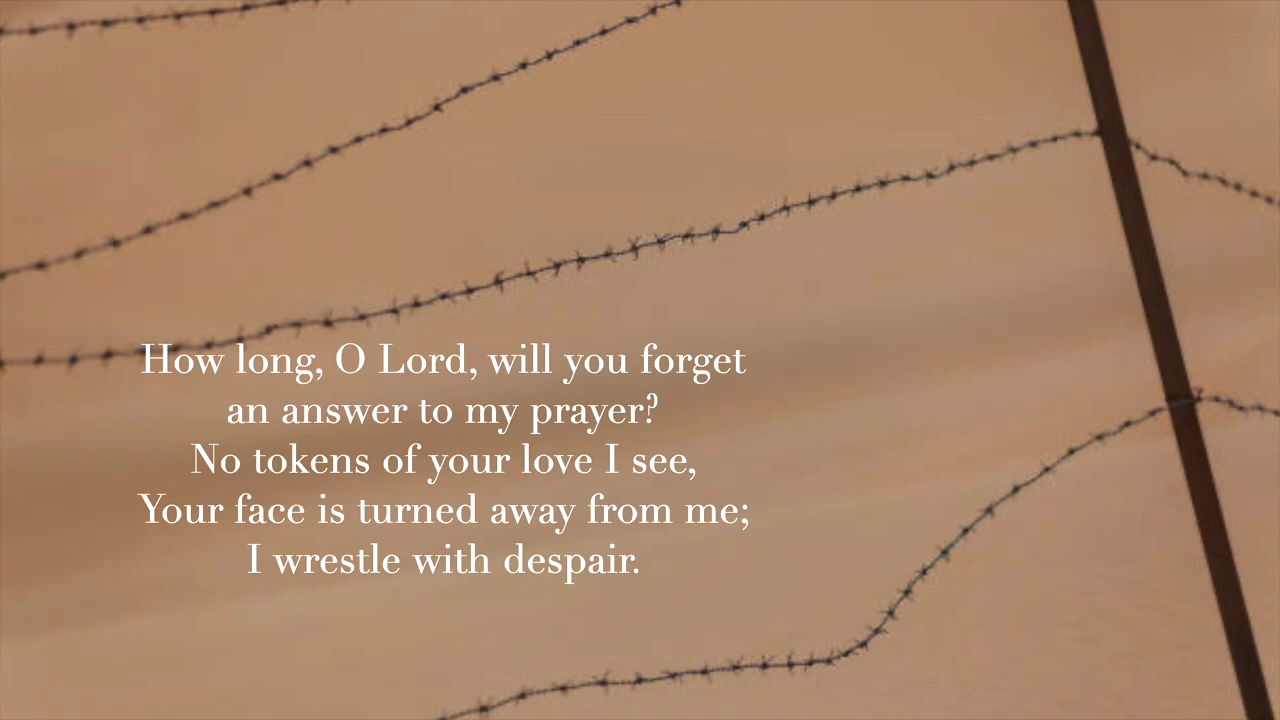 How long, O Lord, will you forget
an answer to my prayer?
No tokens of your love I see,
Your face is turned away from me;
I wrestle with despair.